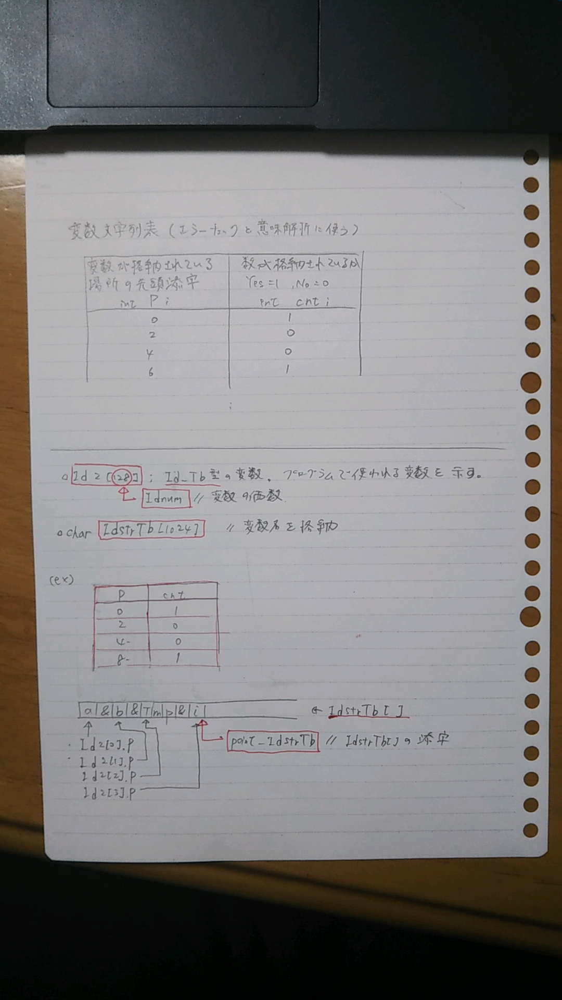 変数文字列表（エラーチェックと意味解析に使う）
変数が格納されている
場所の先頭添字
int P;
数が格納されているか
Yes=1 , No=0
int cnt;
0 1
2 0
4 0
6 1
:
o Id2[128] ; Id_Tb型の変数。プログラムで使われる変数を示す。
Idnum // 変数の個数
o char IdstrTb[1024] // 変数名を格納
(ex)
P cnt
0 1
2 0
4 0
8 1
|a|&|b|&|T|m|p|&|i| ← IdstrTb[ ]
point_IdstrTb // IdstrTb[]の添字
Id2[0].P
Id2[1].P
Id2[2].P
Id2[3].P